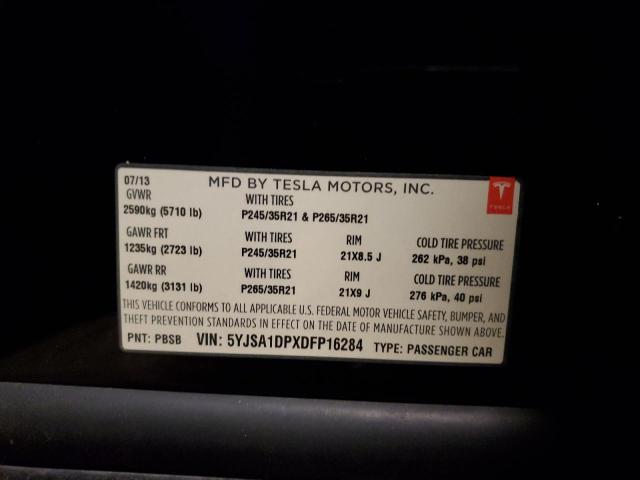 07/13 MFD BY TESLA MOTORS, INC.
GVWR WITH TIRES
2590kg (5710 lb) P245/35R21 & P265/35R21
GAWR FRT WITH TIRES RIM COLD TIRE PRESSURE
1235kg (2723 lb) P245/35R21 21X8.5 J 262 kPa, 38 psi
GAWR RR WITH TIRES RIM COLD TIRE PRESSURE
1420kg (3131 lb) P265/35R21 21X9 J 276 kPa, 40 psi
THIS VEHICLE CONFORMS TO ALL APPLICABLE U.S. FEDERAL MOTOR VEHICLE SAFETY, BUMPER, AND
THEFT PREVENTION STANDARDS IN EFFECT ON THE DATE OF MANUFACTURE SHOWN ABOVE.
PNT: PBSB VIN: 5YJSA1DPXDFP16284 TYPE: PASSENGER CAR
TESLA